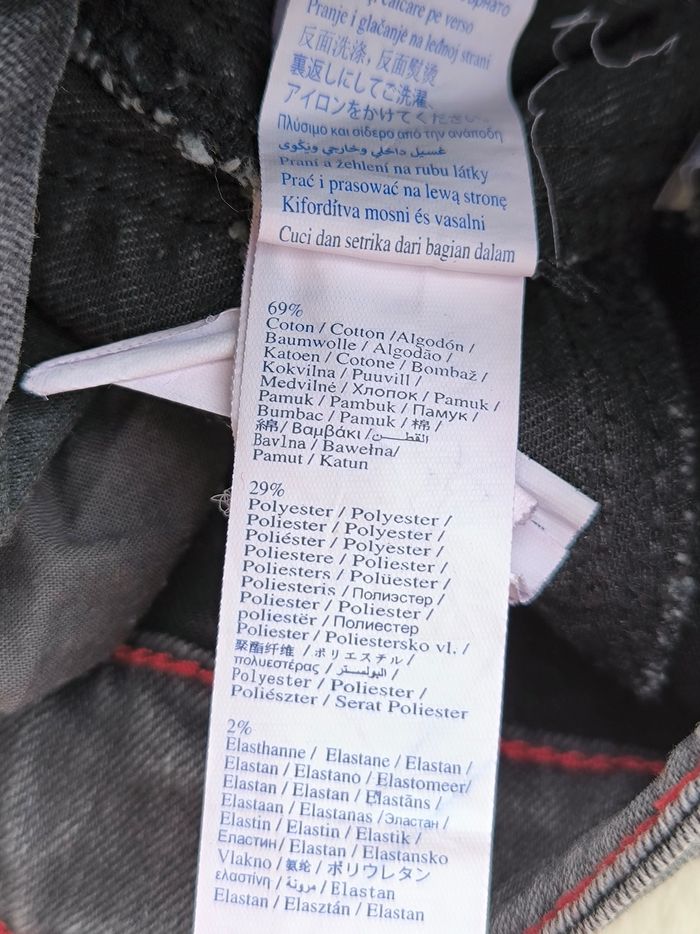 călcare pe verso
Pranje i glačanje na leđnoj strani
反面洗涤, 反面熨烫
裏返しにしてご洗濯、
アイロンをかけてください。
Πλύσιμο και σίδερο από την ανάποδη
غسيل داخلي وخارجي
Praní a žehlení na rubu látky
Prać i prasować na lewą stronę
Kifordítva mosni és vasalni
Cuci dan setrika dari bagian dalam
69%
Coton / Cotton /Algodón /
Baumwolle / Algodão /
Katoen / Cotone / Bombaž /
Kokvilna / Puuvill /
Medvilnė / Хлопок / Pamuk /
Pamuk / Pambuk / Памук /
Bumbac / Pamuk / 棉 /
綿/ Βαμβάκι / القطن
Bavlna / Bawełna/
Pamut / Katun
29%
Polyester / Polyester /
Poliester / Polyester /
Poliéster / Polyester /
Poliestere / Poliester /
Poliesters / Polüester /
Poliesteris / Полиэстер /
Poliester / Poliester /
poliestër / Полиестер
Poliester / Poliestersko vl. /
聚酯纤维 / ポリエステル /
πολυεστέρας / البوليستر /
Polyester / Poliester /
Poliészter / Serat Poliester
2%
Elasthanne / Elastane / Elastan /
Elastan / Elastano / Elastomeer/
Elastan / Elastan / Elastāns /
Elastaan / Elastanas /Эластан /
Elastin / Elastin / Elastik /
Еластин / Elastan / Elastansko
Vlakno / 氨纶 / ポリウレタン
ελαστίνη / مرونة / Elastan
Elastan / Elasztán / Elastan